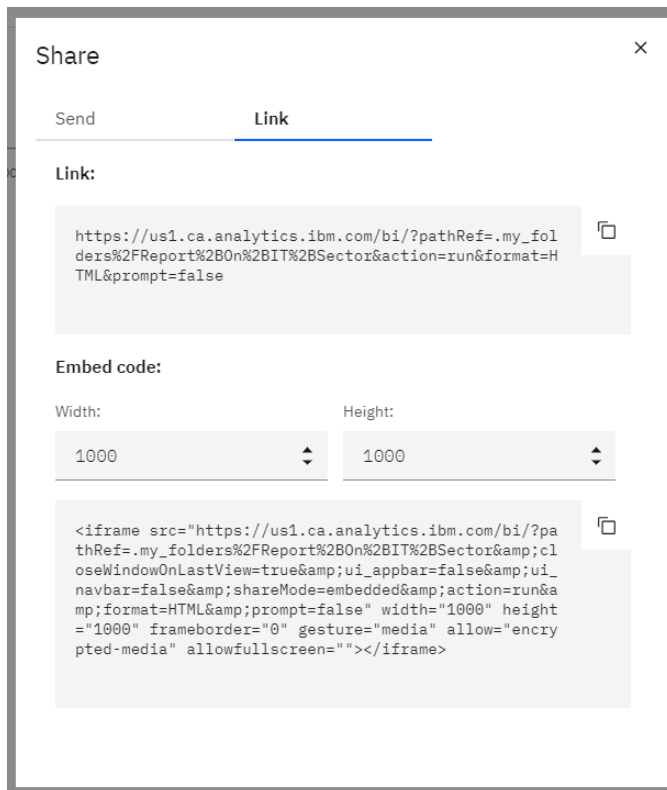 Share
Send
Link
Link:
https://us1.ca.analytics.ibm.com/bi/?pathRef=.my_fol
ders%2FReport%2BOn%2BIT%2BSector&action=run&format=H
TML&prompt=false
Embed code:
Width:
Height:
1000
1000
<iframe src="https://us1.ca.analytics.ibm.com/bi/?pa
thRef=.my_folders%2FReport%2BOn%2BIT%2BSector&amp;cl
oseWindowOnLastView=true&amp;ui_appbar=false&amp;ui_
navbar=false&amp;shareMode=embedded&amp;action=run&a
mp;format=HTML&amp;prompt=false" width="1000" height
="1000" frameborder="0" gesture="media" allow="encry
pted-media" allowfullscreen=""></iframe>